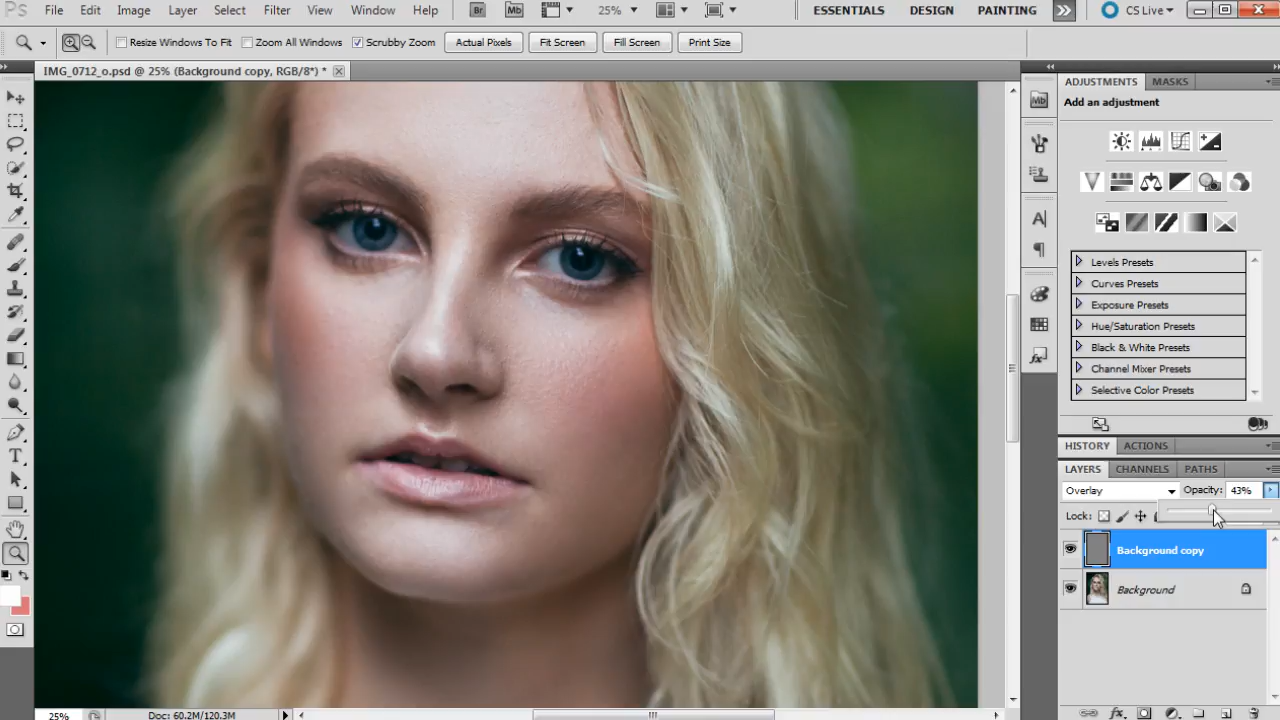 Ps File Edit Image Layer Select Filter View Window Help Br Mb 25% ESSENTIALS DESIGN PAINTING CS Live
Resize Windows To Fit Zoom All Windows Scrubby Zoom Actual Pixels Fit Screen Fill Screen Print Size
IMG_0712_o.psd @ 25% (Background copy, RGB/8*) *
ADJUSTMENTS MASKS
Add an adjustment
Mb
Levels Presets
Curves Presets
Exposure Presets
Hue/Saturation Presets
Black & White Presets
Channel Mixer Presets
Selective Color Presets
HISTORY ACTIONS
LAYERS CHANNELS PATHS
Overlay Opacity: 43%
Lock:
Background copy
Background
25% Doc: 60.2M/120.3M